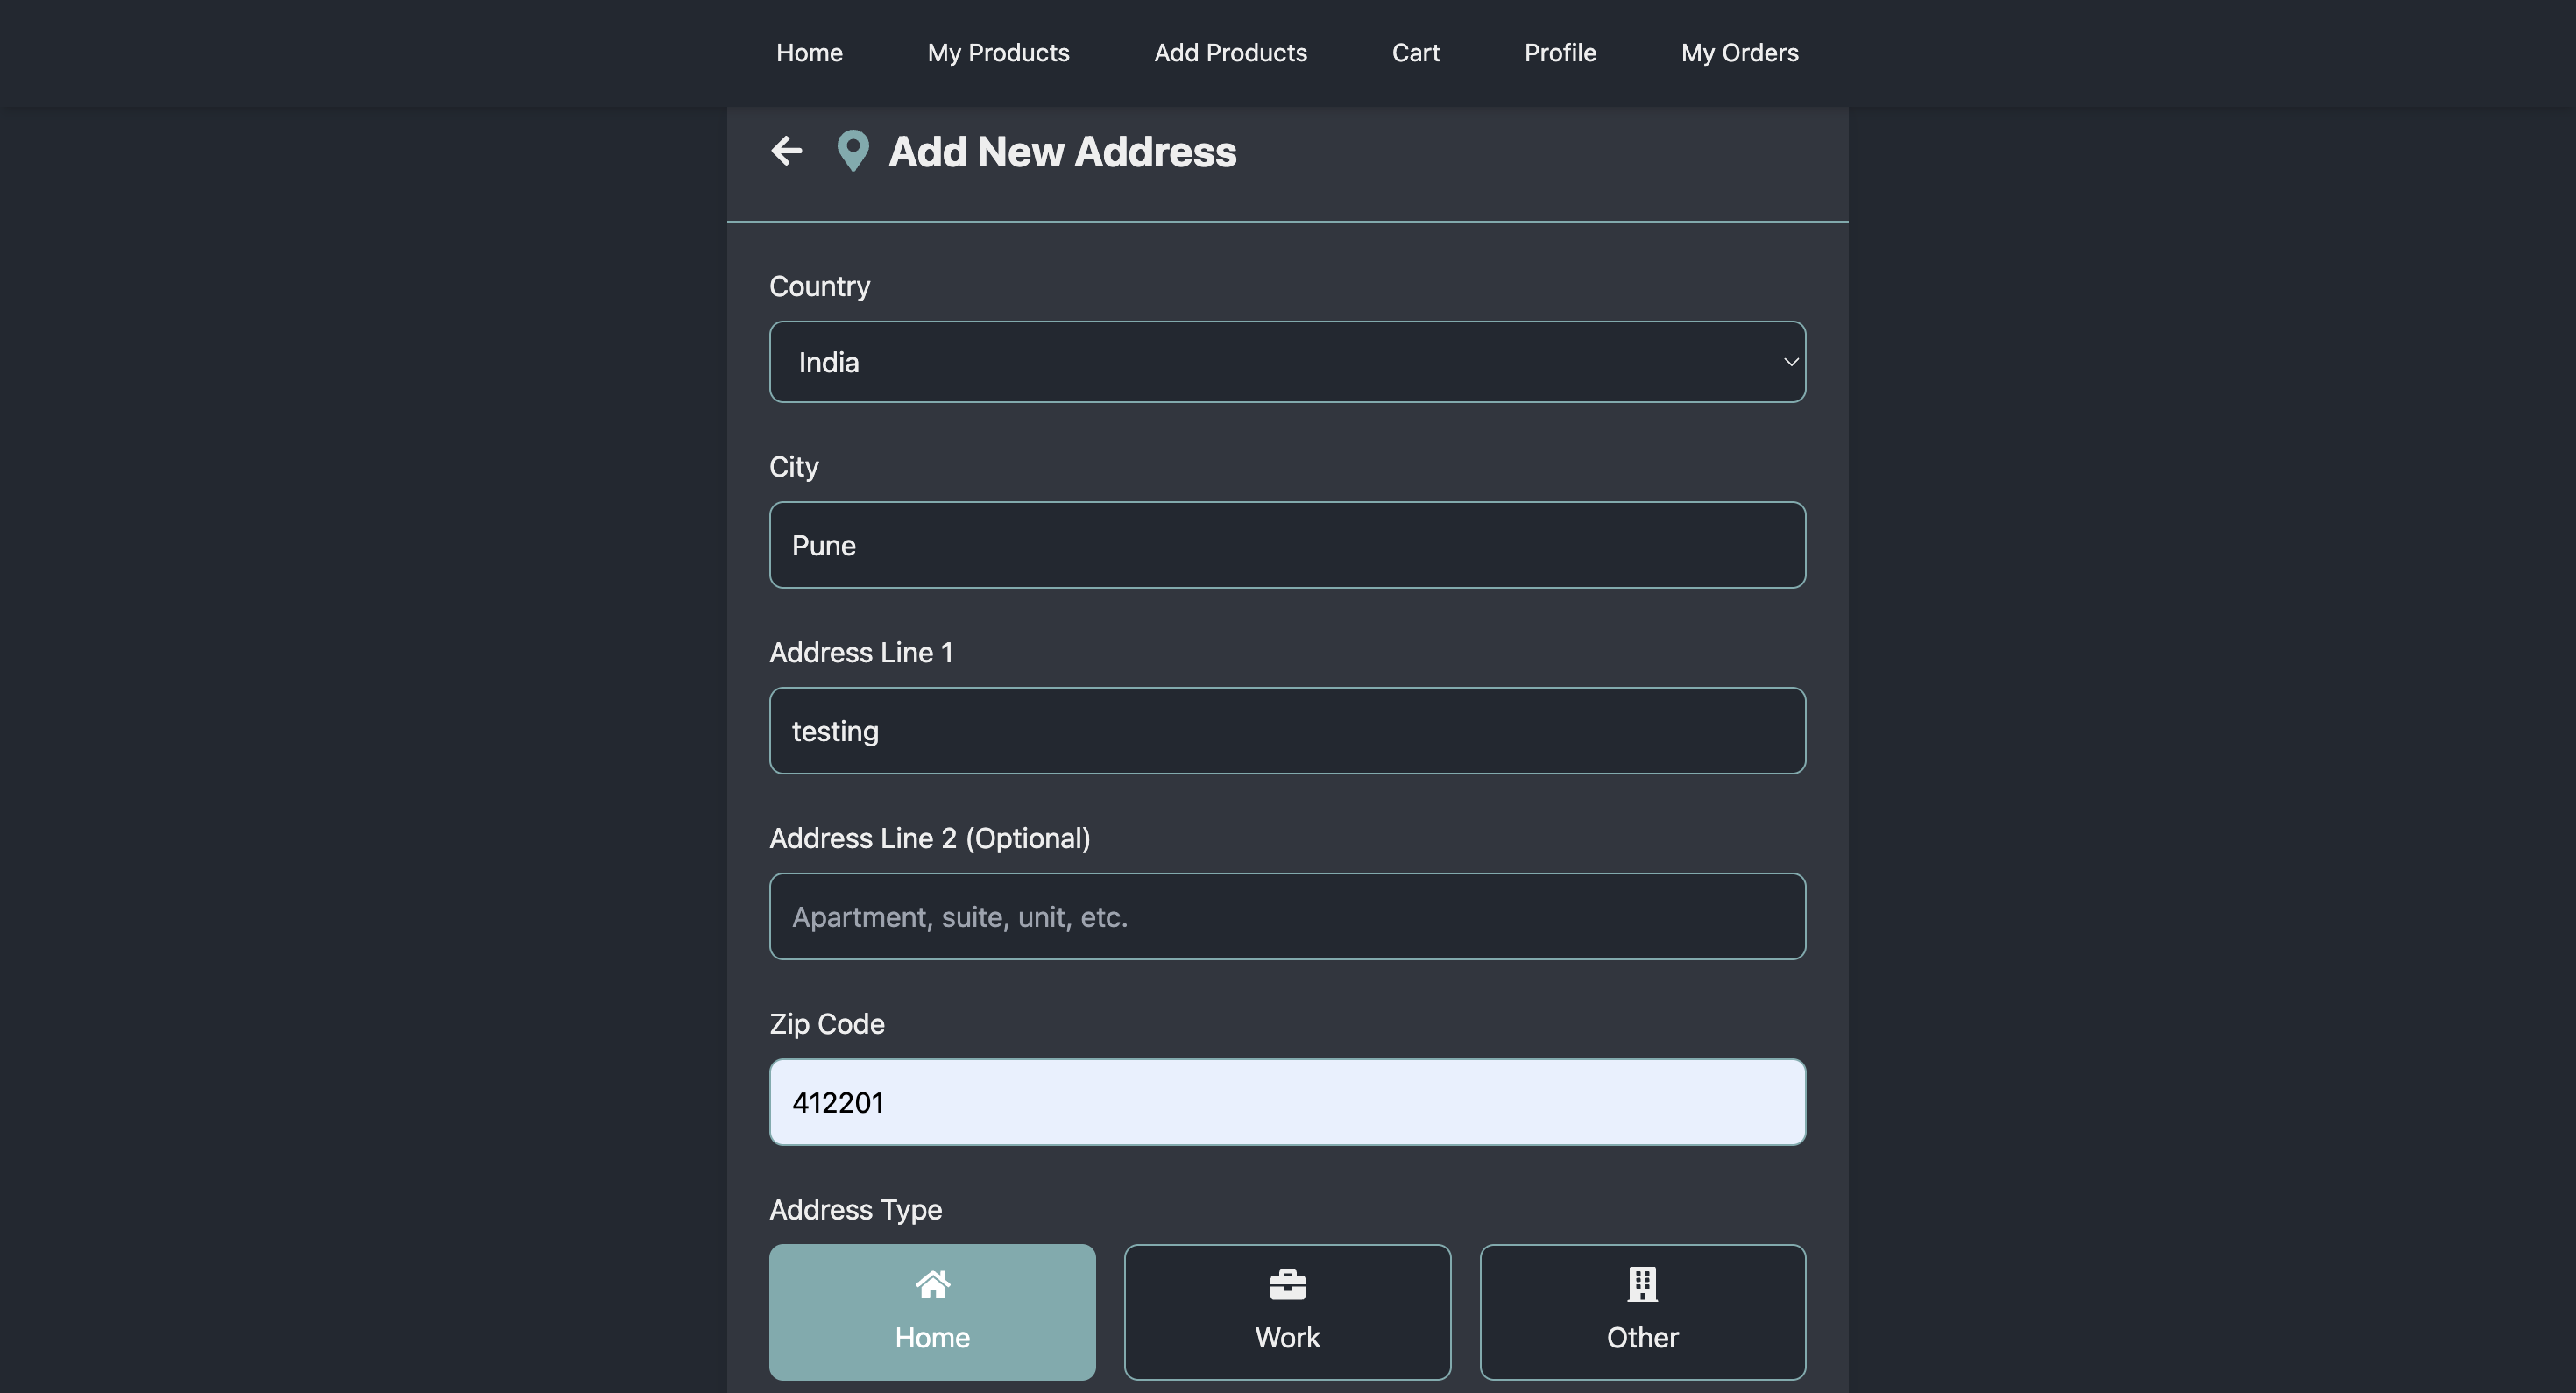 Home My Products Add Products Cart Profile My Orders
Add New Address
Country
India
City
Pune
Address Line 1
testing
Address Line 2 (Optional)
Apartment, suite, unit, etc.
Zip Code
412201
Address Type
Home Work Other